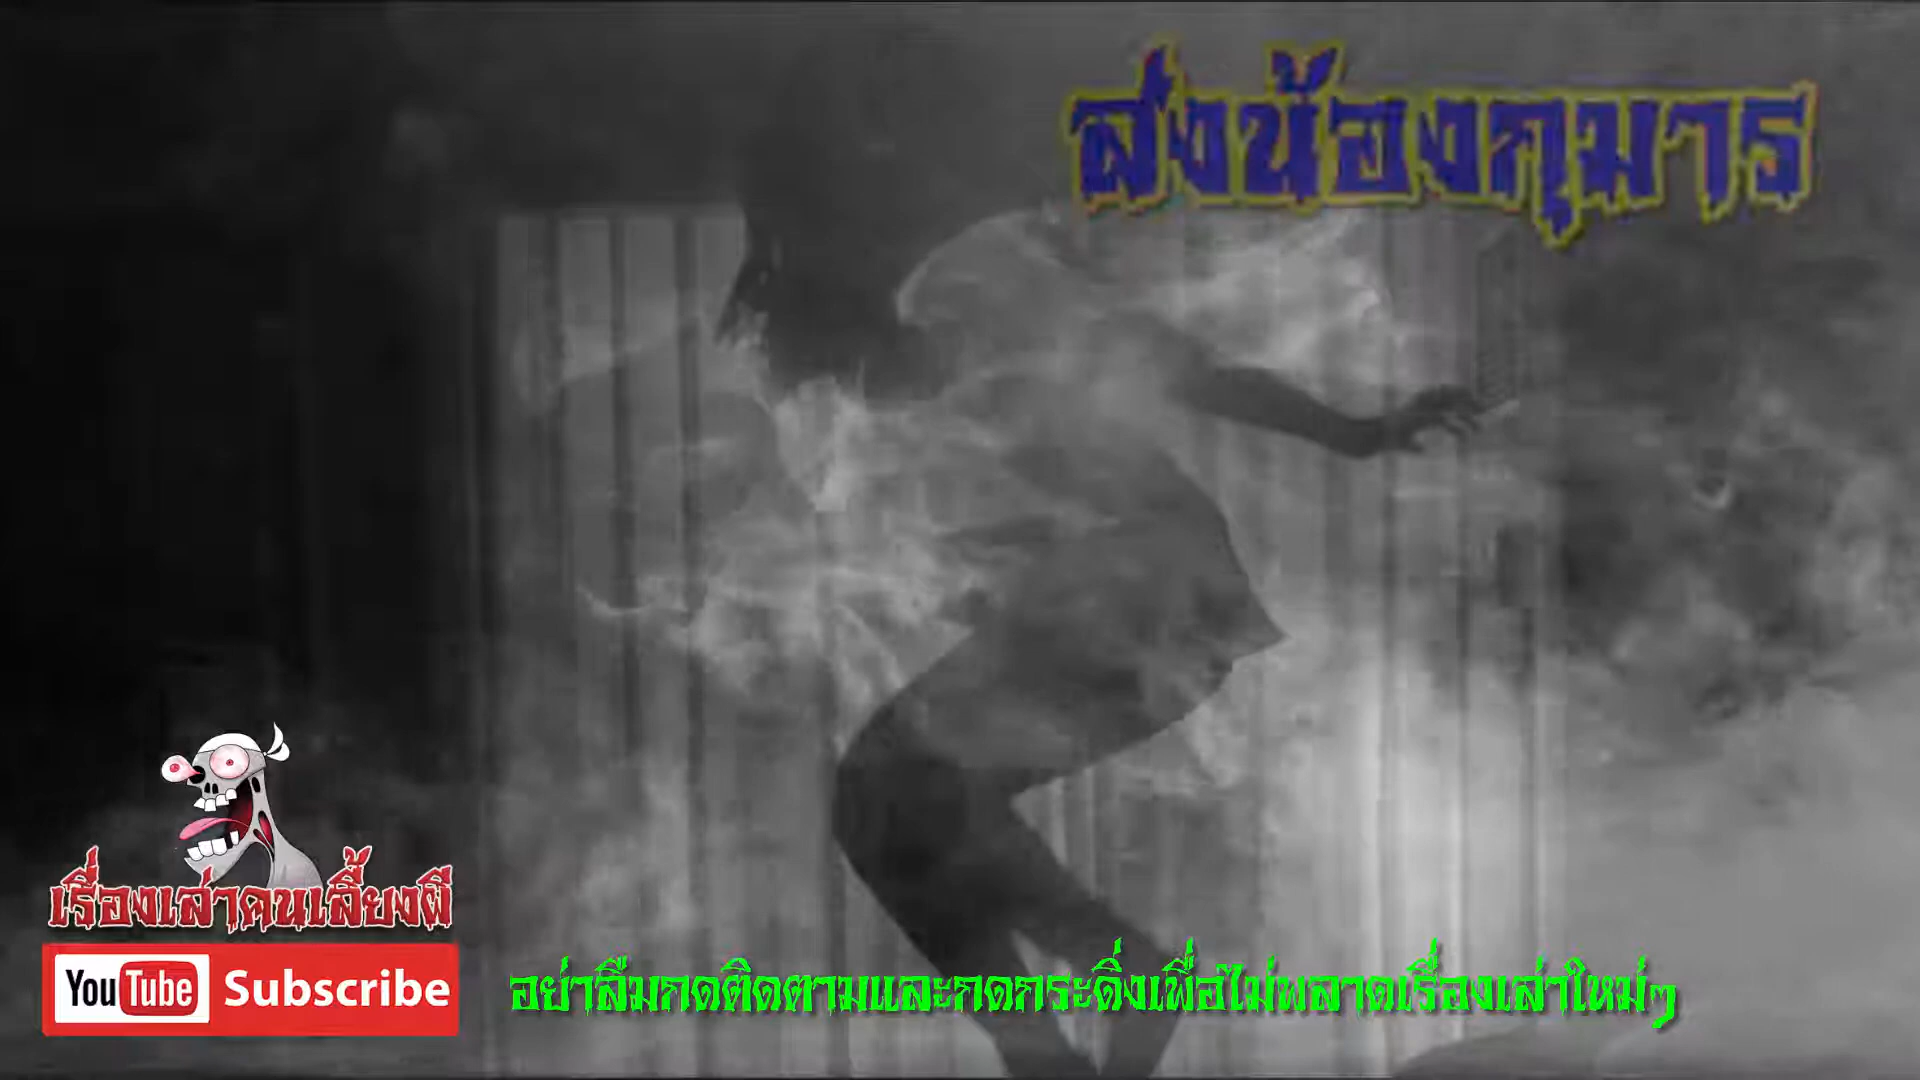 ส่งน้องกุมาร
เรื่องเล่าคนเลี้ยงผี
YouTube Subscribe
อย่าลืมกดติดตามและกดกระดิ่งเพื่อไม่พลาดเรื่องเล่าใหม่ๆ